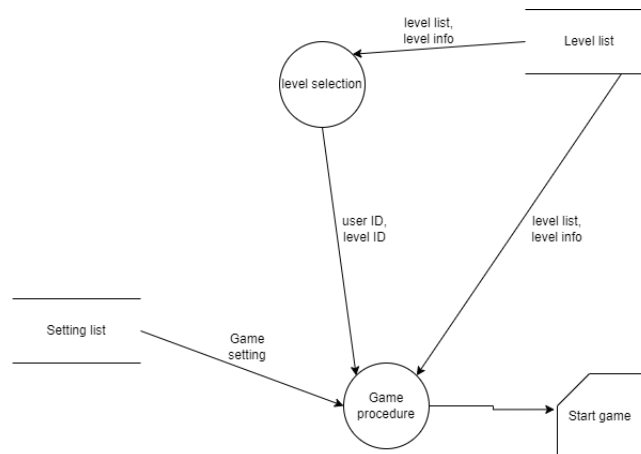 level list,
level info
Level list
level selection
user ID,
level ID
level list,
level info
Setting list
Game
setting
Game
procedure
Start game